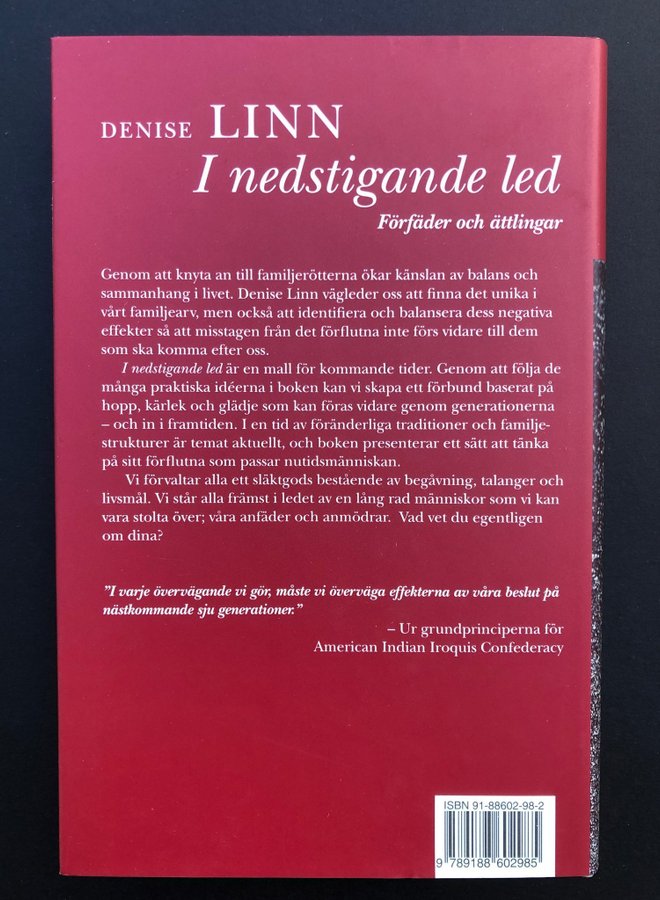 DENISE LINN
I nedstigande led
Förfäder och ättlingar
Genom att knyta an till familjerötterna ökar känslan av balans och
sammanhang i livet. Denise Linn vägleder oss att finna det unika i
vårt familjearv, men också att identifiera och balansera dess negativa
effekter så att misstagen från det förflutna inte förs vidare till dem
som ska komma efter oss.
I nedstigande led är en mall för kommande tider. Genom att följa de
många praktiska idéerna i boken kan vi skapa ett förbund baserat på
hopp, kärlek och glädje som kan föras vidare genom generationerna
– och in i framtiden. I en tid av föränderliga traditioner och familje-
strukturer är temat aktuellt, och boken presenterar ett sätt att tänka
på sitt förflutna som passar nutidsmänniskan.
Vi förvaltar alla ett släktgods bestående av begåvning, talanger och
livsmål. Vi står alla främst i ledet av en lång rad människor som vi kan
vara stolta över; våra anfäder och anmödrar. Vad vet du egentligen
om dina?
”I varje övervägande vi gör, måste vi överväga effekterna av våra beslut på
nästkommande sju generationer.”
– Ur grundprinciperna för
American Indian Iroquis Confederacy
ISBN 91-88602-98-2
9 789188 602985